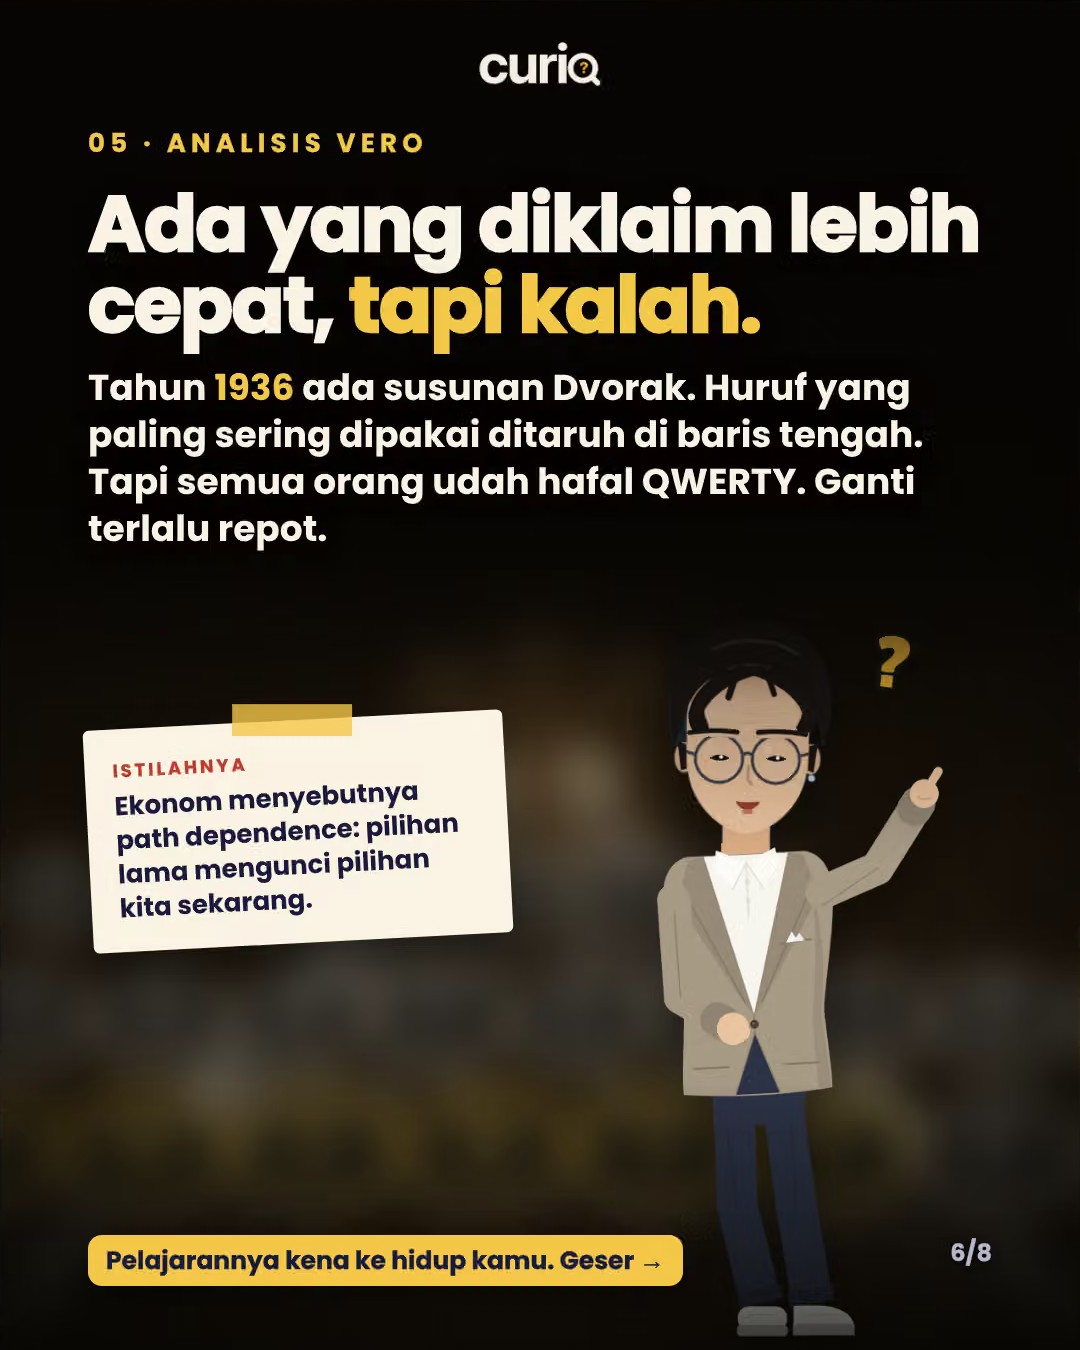 curio
05 · ANALISIS VERO
Ada yang diklaim lebih
cepat, tapi kalah.
Tahun 1936 ada susunan Dvorak. Huruf yang
paling sering dipakai ditaruh di baris tengah.
Tapi semua orang udah hafal QWERTY. Ganti
terlalu repot.
?
ISTILAHNYA
Ekonom menyebutnya
path dependence: pilihan
lama mengunci pilihan
kita sekarang.
Pelajarannya kena ke hidup kamu. Geser →
6/8